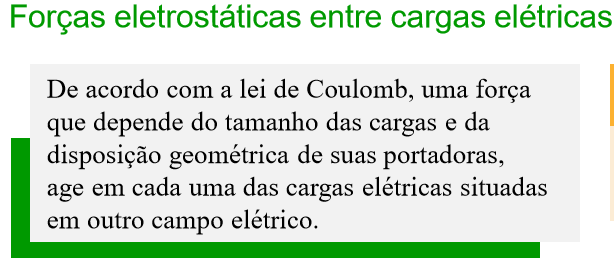 Forças eletrostáticas entre cargas elétricas
De acordo com a lei de Coulomb, uma força
que depende do tamanho das cargas e da
disposição geométrica de suas portadoras,
age em cada uma das cargas elétricas situadas
em outro campo elétrico.